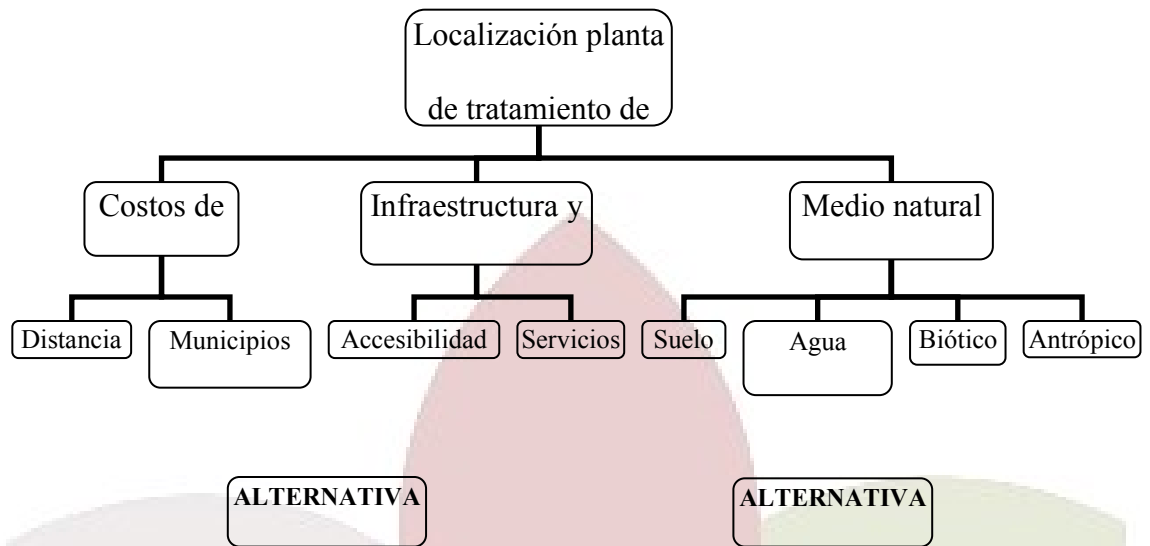 Localización planta
de tratamiento de
Costos de
Infraestructura y
Medio natural
Distancia
Municipios
Accesibilidad
Servicios
Suelo
Agua
Biótico
Antrópico
ALTERNATIVA
ALTERNATIVA